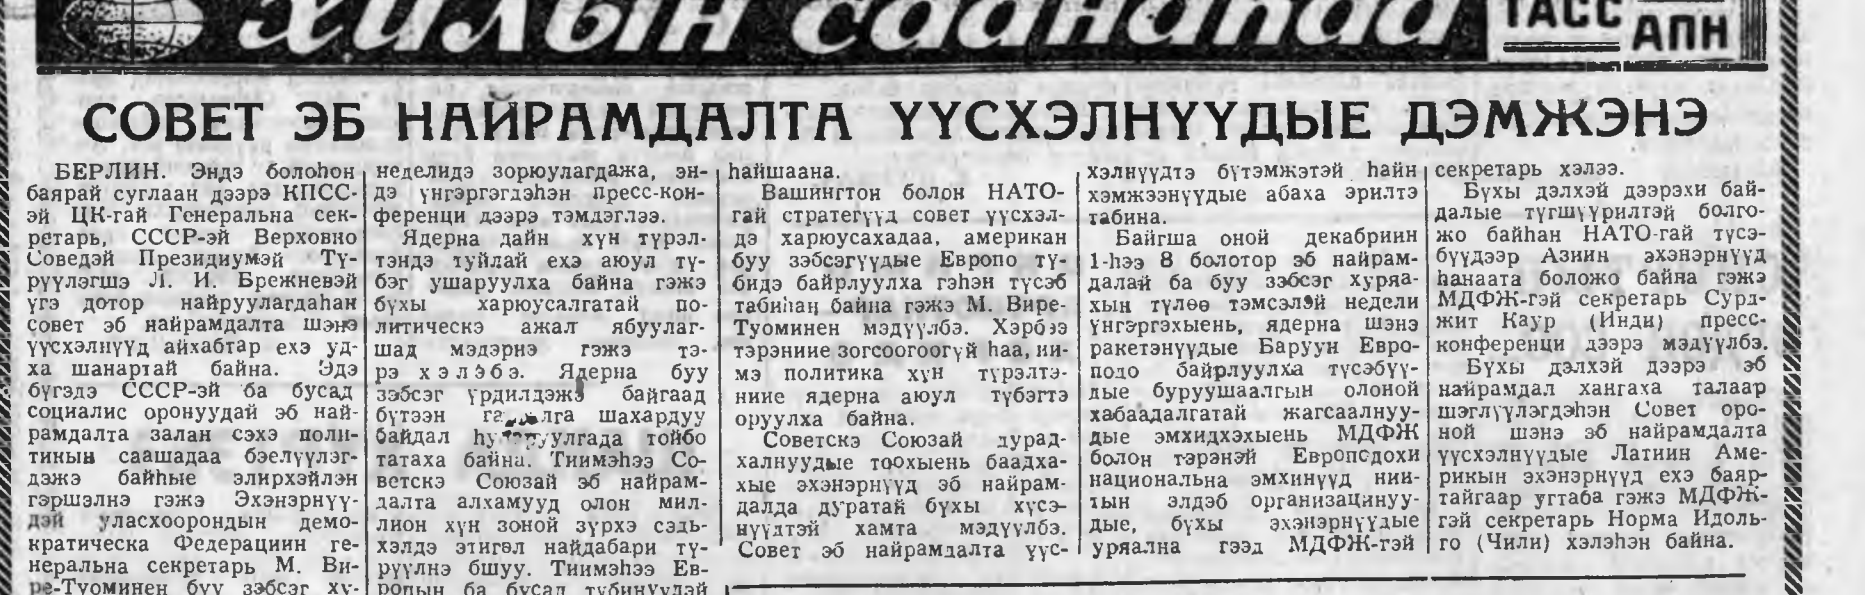 хилын саанаһаа
ТАСС
АПН
СОВЕТ ЭБ НАЙРАМДАЛТА ҮҮСХЭЛНҮҮДЫЕ ДЭМЖЭНЭ
БЕРЛИН. Эндэ болоһон
баярай суглаан дээрэ КПСС-
эй ЦК-гай Генеральна сек-
ретарь, СССР-эй Верховно
Соведэй Президиумэй Тү-
рүүлэгшэ Л. И. Брежневэй
үгэ дотор найруулагдаһан
совет эб найрамдалта шэнэ
үүсхэлнүүд айхабтар ехэ уд-
ха шанартай байна. Эдэ
бүгэдэ СССР-эй ба бусад
социалис оронуудай эб най-
рамдалта залан сэхэ поли-
тикын саашадаа бэелүүлэг-
дэжэ байһые элирхэйлэн
гэршэлнэ гэжэ Эхэнэрнүү-
дэй уласхоорондын демо-
кратическа Федерациин ге-
неральна секретарь М. Ви-
ре-Туоминен буу зэбсэг ху-
неделидэ зорюулагдажа, эн-
дэ үнгэргэгдэһэн пресс-кон-
ференци дээрэ тэмдэглээ.
Ядерна дайн хүн түрэл-
тэндэ туйлай ехэ аюул тү-
бэг ушаруулха байна гэжэ
бүхы харюусалгатай по-
литическэ ажал ябуулаг-
шад мэдэрнэ гэжэ тэ-
рэ хэлэбэ. Ядерна буу
зэбсэг урдилдэжэ байгаад
бүтээн шахардуу
байдал тойбо
татаха байна. Тиимэһээ Со-
ветскэ Союзай эб найрам-
далта алхамууд олон мил-
лион хүн зоной зүрхэ сэдь-
хэлдэ этигэл найдабари тү-
рүүлнэ бшуу. Тиимэһээ Ев-
ропын ба бусад түбинүүдэй
һайшаана.
Вашингтон болон НАТО-
гай стратегүүд совет үүсхэл-
дэ харюусахадаа, американ
буу зэбсэгүүдые Европо тү-
бидэ байрлуулха гэһэн түсэб
табиһан байна гэжэ М. Вире-
Туоминен мэдүүлбэ. Хэрбээ
тэрэниие зогсоогоогүй һаа, ии-
мэ политика хүн түрэлтэ-
ниие ядерна аюул түбэгтэ
оруулха байна.
Советскэ Союзай дурад-
халнуудые тоохыень баадха-
хые эхэнэрнүүд эб найрам-
далда дуратай бүхы хүсэ-
нүүдтэй хамта мэдүүлбэ.
Совет эб найрамдалта үүс-
хэлнүүдтэ бүтэмжэтэй һайн
хэмжээнүүдые абаха эрилтэ
табина.
Байгша оной декабриин
1-һээ 8 болотор эб найрам-
далай ба буу зэбсэг хуряа-
хын түлөө тэмсэлэй недели
үнгэргэхыень, ядерна шэнэ
ракетэнүүдые Баруун Евро-
подо байрлуулха түсэбүү-
дые буруушаалгын олоной
хабаадалгатай жагсаалнуу-
дые эмхидхэхыень МДФЖ
болон тэрэнэй Европодохи
национальна эмхинүүд нии-
тын элдэб организацинуу-
дые, бүхы эхэнэрнүүдые
уряална гээд МДФЖ-гэй
секретарь хэлээ.
Бүхы дэлхэй дээрэхи бай-
далые түгшүүрилтэй болго-
жо байһан НАТО-гай түсэ-
бүүдээр Азиин эхэнэрнүүд
һанаата боложо байна гэжэ
МДФЖ-гэй секретарь Сурд-
жит Каур (Инди) пресс-
конференци дээрэ мэдүүлбэ.
Бүхы дэлхэй дээрэ эб
найрамдал хангаха талаар
шэглүүлэгдэһэн Совет оро-
ной шэнэ эб найрамдалта
үүсхэлнүүдые Латиин Аме-
рикын эхэнэрнүүд ехэ баяр-
тайгаар угтаба гэжэ МДФЖ-
гэй секретарь Норма Идоль-
го (Чили) хэлэһэн байна.